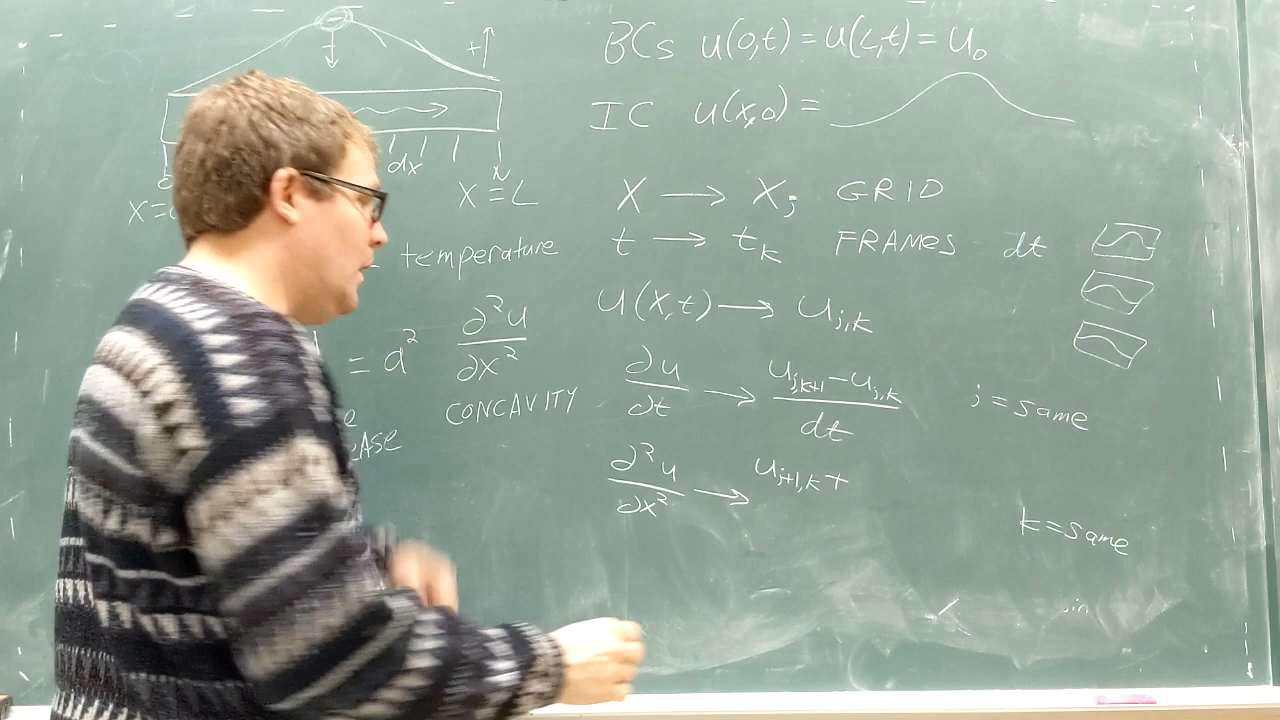 +↑
BCs u(0,t) = u(L,t) = u₀
IC u(x,0) =
dx
N
X=L
X → Xⱼ GRID
t → tₖ FRAMES dt
= temperature
u(x,t) → uⱼ,ₖ
= a² ∂²u/∂x²
∂u/∂t → (uⱼ,ₖ₊₁ − uⱼ,ₖ)/dt j = same
CONCAVITY
∂²u/∂x² → uⱼ₊₁,ₖ +
k = same